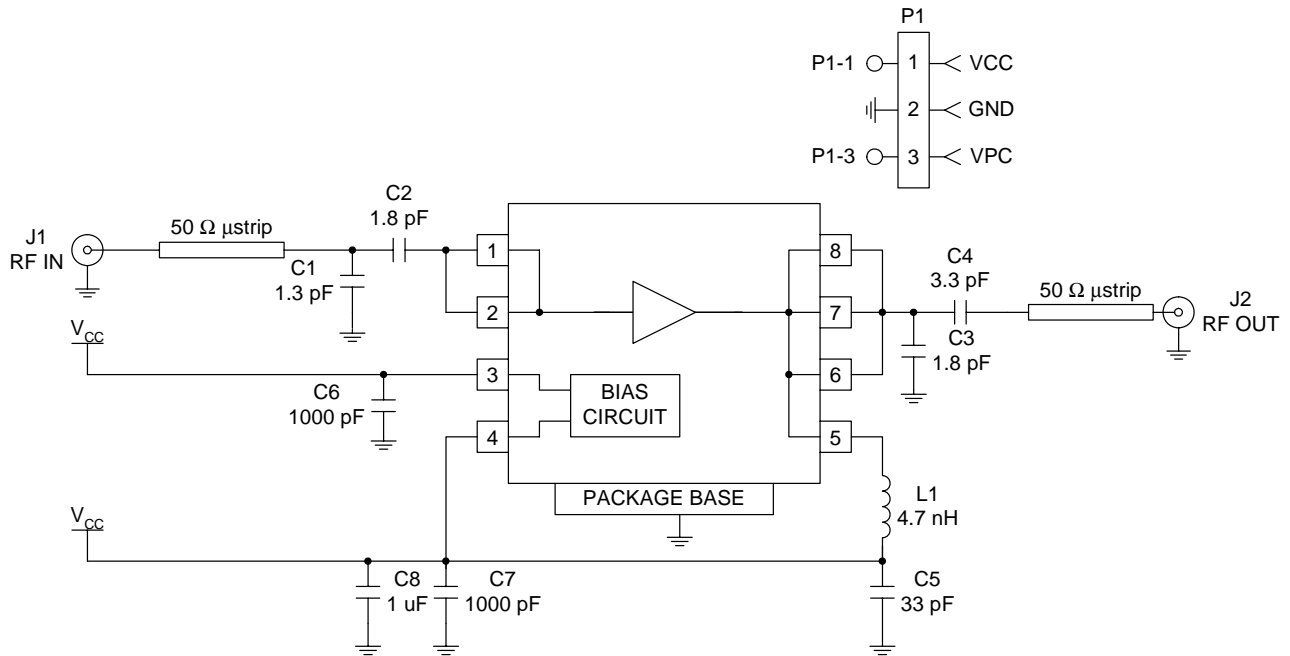 P1
P1-1
1
VCC
2
GND
P1-3
3
VPC
J1
RF IN
50 Ω μstrip
C1
1.3 pF
C2
1.8 pF
1
2
3
4
8
7
6
5
BIAS
CIRCUIT
PACKAGE BASE
C4
3.3 pF
C3
1.8 pF
50 Ω μstrip
J2
RF OUT
VCC
C6
1000 pF
L1
4.7 nH
VCC
C8
1 uF
C7
1000 pF
C5
33 pF